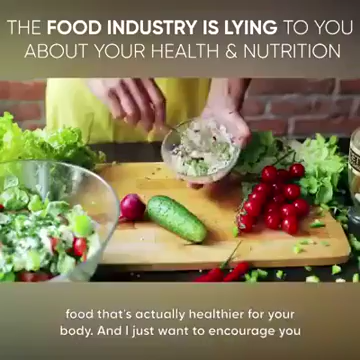 THE FOOD INDUSTRY IS LYING TO YOU
ABOUT YOUR HEALTH & NUTRITION
food that's actually healthier for your
body. And I just want to encourage you